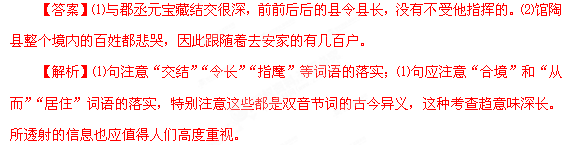 【答案】⑴与郡丞元宝藏结交很深，前前后后的县令县长，没有不受他指挥的。⑵馆陶
县整个境内的百姓都悲哭，因此跟随着去安家的有几百户。
【解析】⑴句注意“交结”“令长”“指麾”等词语的落实；⑴句应注意“合境”和“从
而”“居住”词语的落实，特别注意这些都是双音节词的古今异义，这种考查趋意味深长。
所透射的信息也应值得人们高度重视。